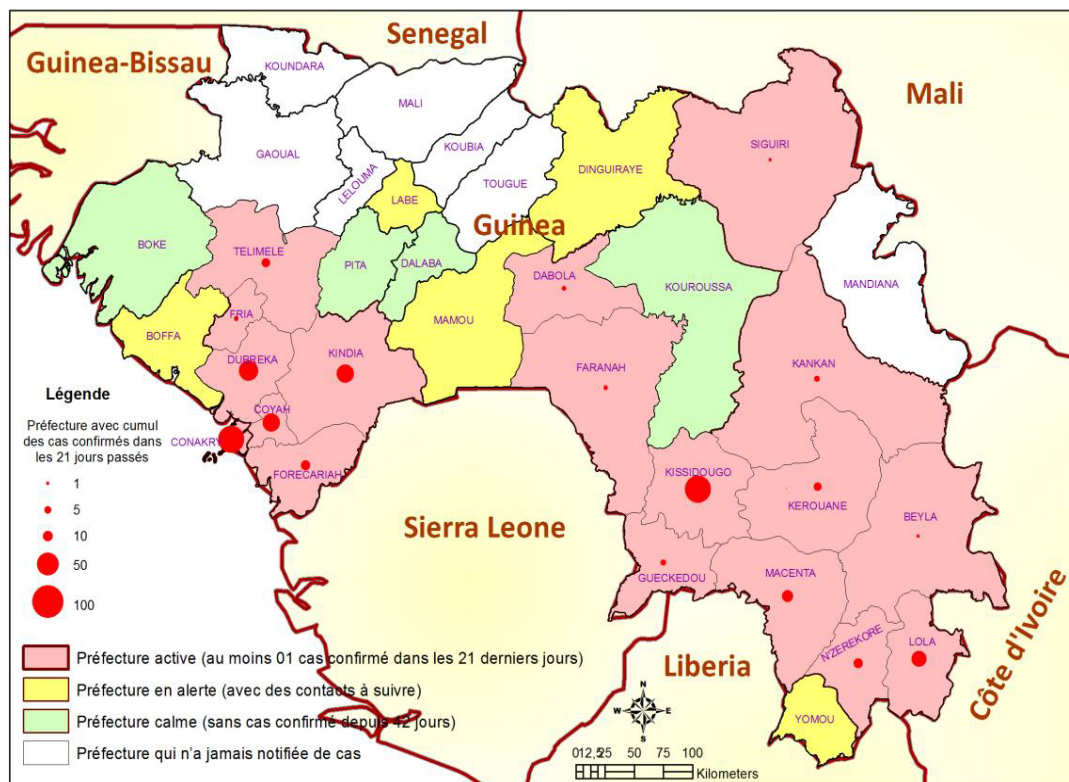 Senegal
Guinea-Bissau
KOUNDARA
Mali
MALI
SIGUIRI
KOUBIA
GAOUAL
DINGUIRAYE
LELOUMA
TOUGUE
LABE
Guinea
BOKE
TELIMELE
PITA
DALABA
DABOLA
KOUROUSSA
MANDIANA
FRIA
MAMOU
BOFFA
DUBREKA
KINDIA
FARANAH
KANKAN
COYAH
CONAKRY
FORECARIAH
KISSIDOUGO
KEROUANE
BEYLA
Sierra Leone
GUECKEDOU
MACENTA
N'ZEREKORE
LOLA
Liberia
Côte d'Ivoire
YOMOU
Légende
Préfecture avec cumul
des cas confirmés dans
les 21 jours passés
1
5
10
50
100
Préfecture active (au moins 01 cas confirmé dans les 21 derniers jours)
Préfecture en alerte (avec des contacts à suivre)
Préfecture calme (sans cas confirmé depuis 42 jours)
Préfecture qui n'a jamais notifiée de cas
N
W E
S
012,525 50 75 100
Kilometers